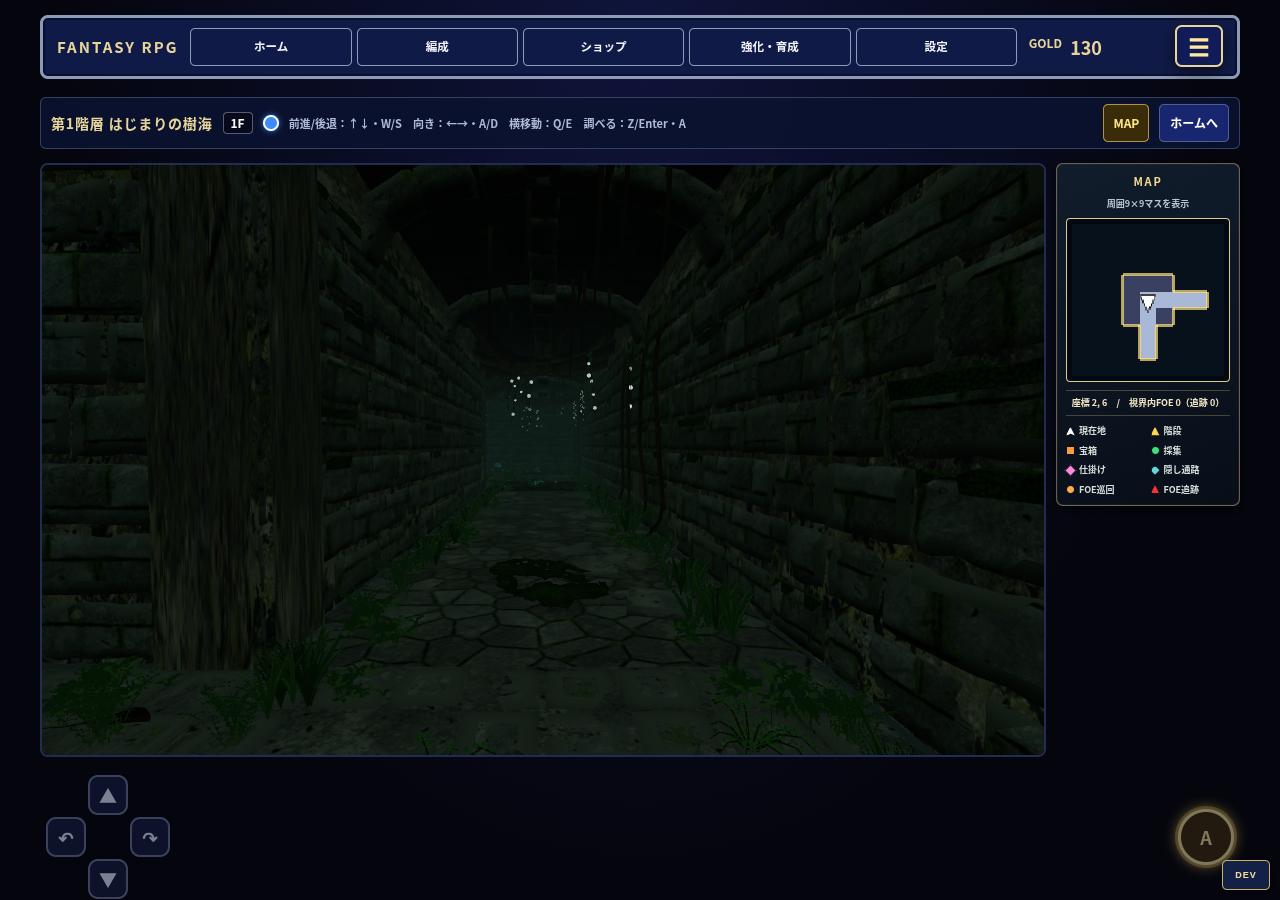 FANTASY RPG
ホーム
編成
ショップ
強化・育成
設定
GOLD 130
第1階層 はじまりの樹海
1F
前進/後退：↑↓・W/S 向き：←→・A/D 横移動：Q/E 調べる：Z/Enter・A
MAP
ホームへ
MAP
周囲9×9マスを表示
座標 2, 6 / 視界内FOE 0（追跡 0）
現在地
階段
宝箱
採集
仕掛け
隠し通路
FOE巡回
FOE追跡
A
DEV